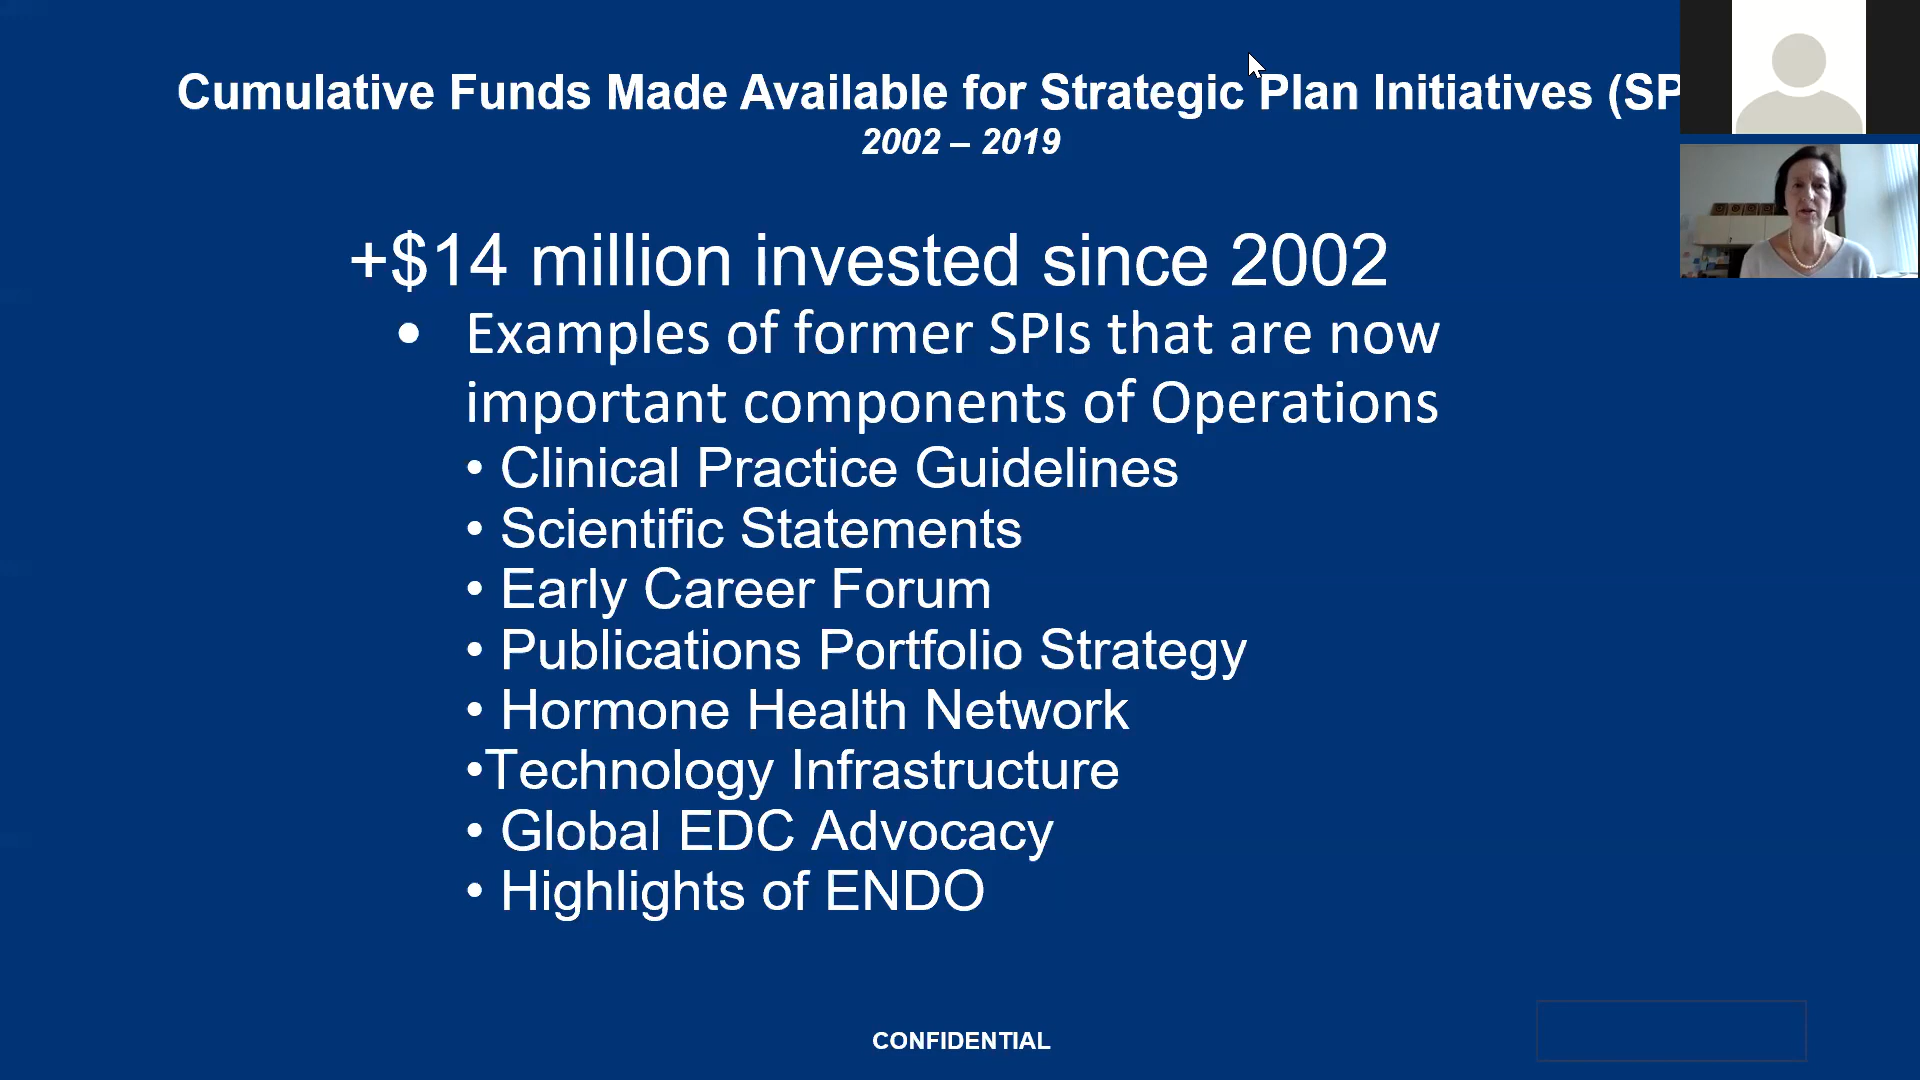 Cumulative Funds Made Available for Strategic Plan Initiatives (SP
2002 – 2019
+$14 million invested since 2002
• Examples of former SPIs that are now
important components of Operations
• Clinical Practice Guidelines
• Scientific Statements
• Early Career Forum
• Publications Portfolio Strategy
• Hormone Health Network
•Technology Infrastructure
• Global EDC Advocacy
• Highlights of ENDO
CONFIDENTIAL